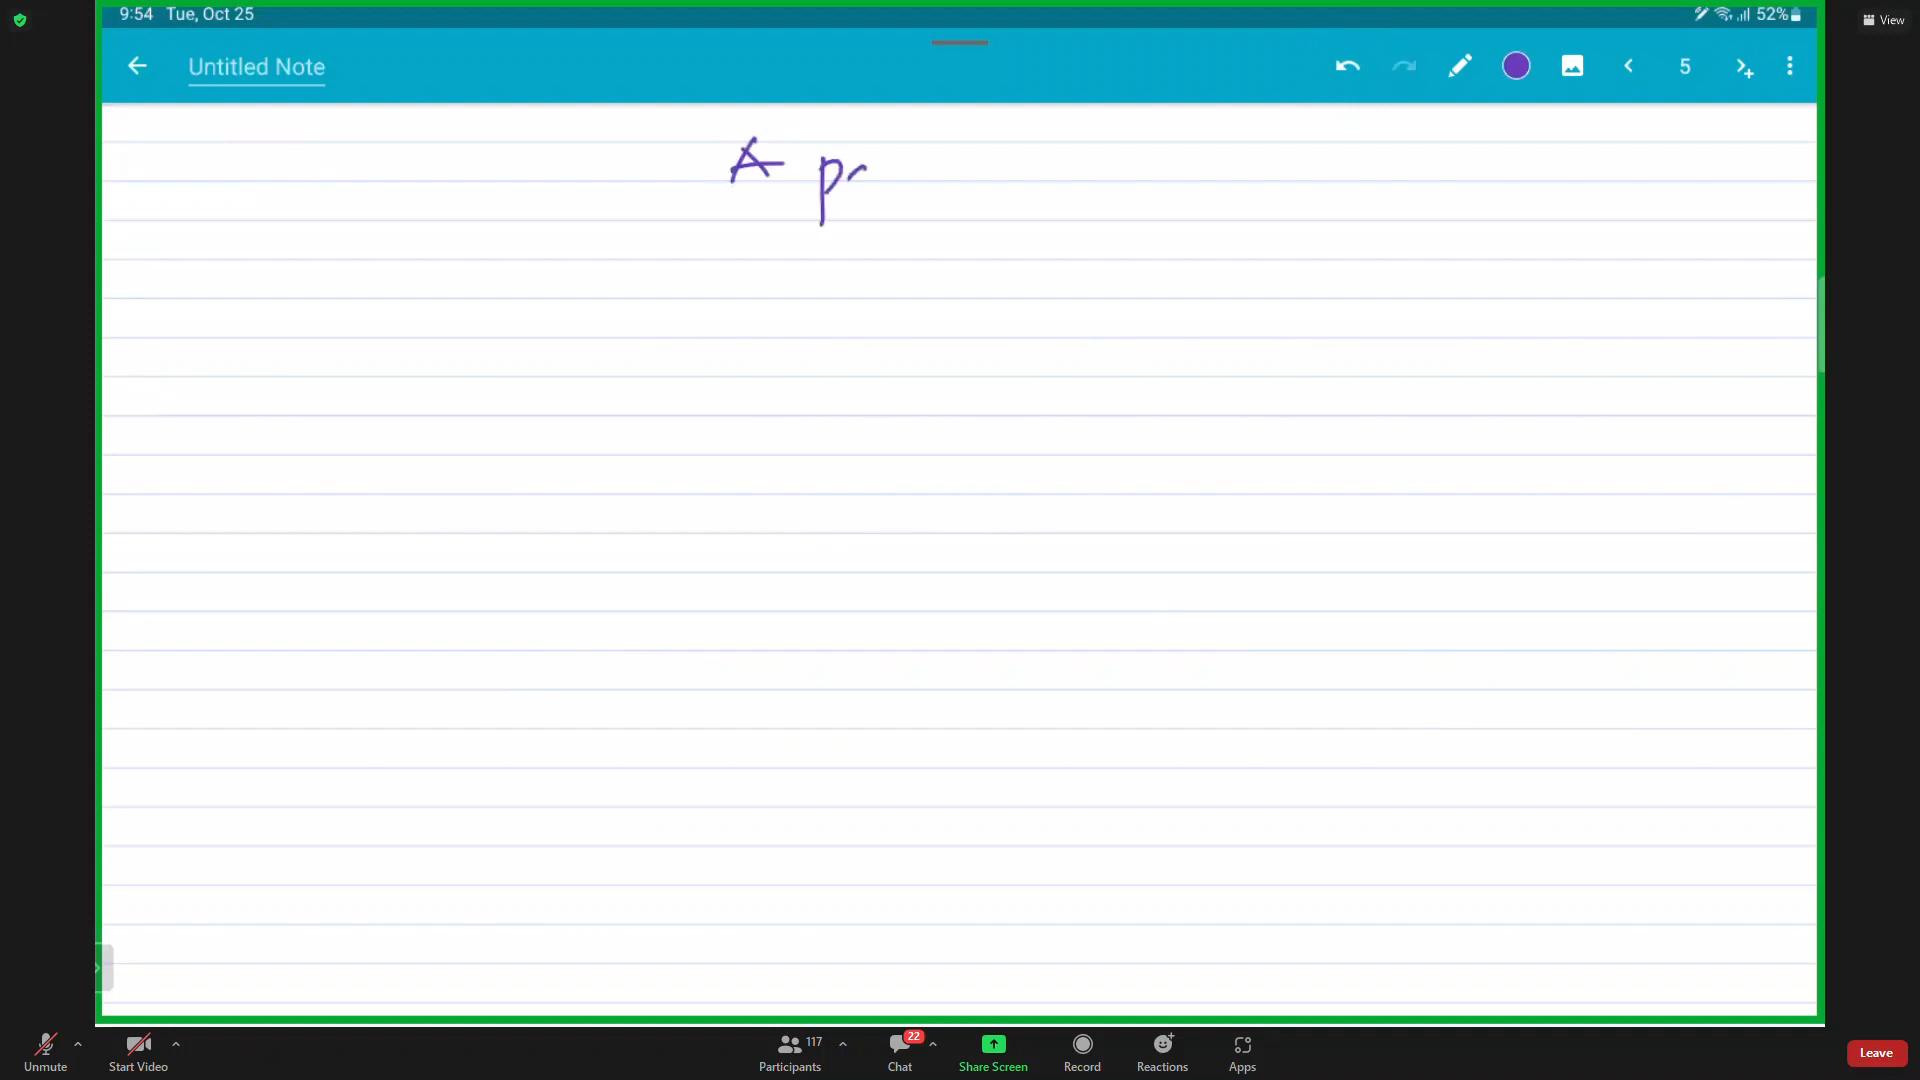 9:54 Tue, Oct 25 52%
View
Untitled Note 5
A pr
117 22
Unmute Start Video Participants Chat Share Screen Record Reactions Apps Leave